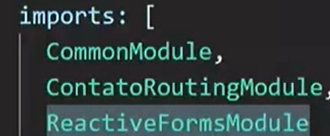 imports: [
CommonModule,
ContatoRoutingModule,
ReactiveFormsModule